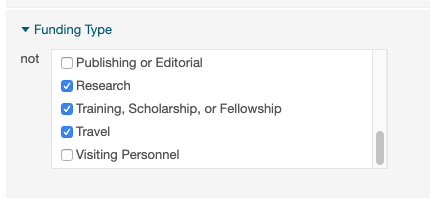 Funding Type
not
Publishing or Editorial
Research
Training, Scholarship, or Fellowship
Travel
Visiting Personnel